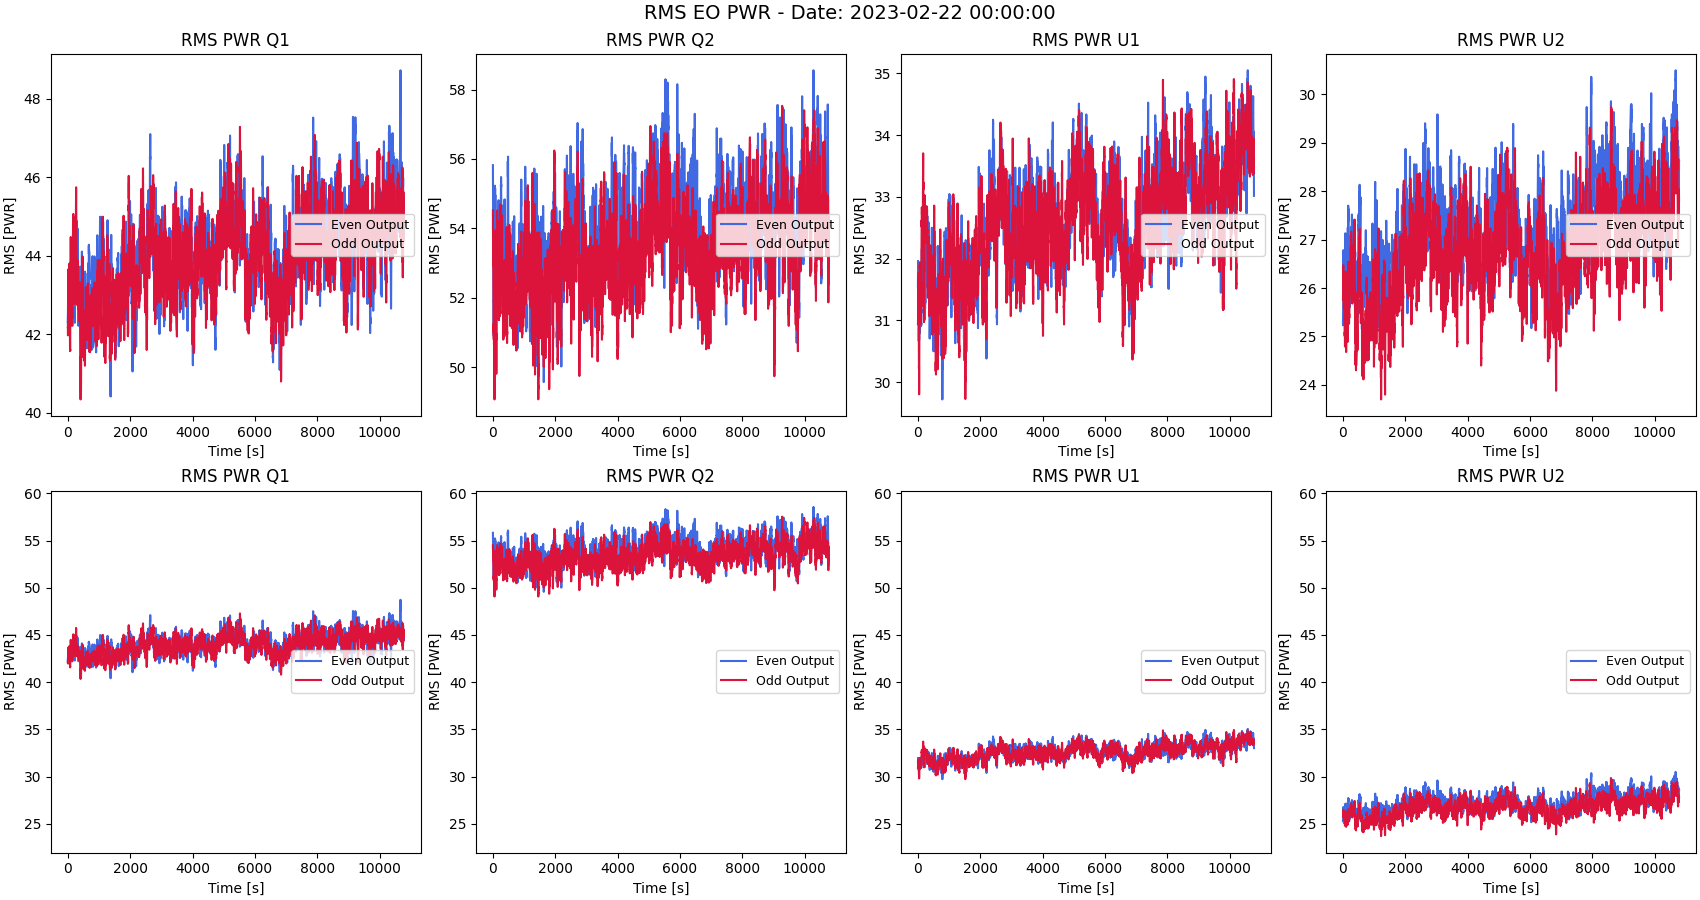 RMS EO PWR - Date: 2023-02-22 00:00:00
RMS PWR Q1
RMS [PWR]
48
46
44
42
40
0 2000 4000 6000 8000 10000
Time [s]
Even Output
Odd Output
RMS PWR Q2
RMS [PWR]
58
56
54
52
50
0 2000 4000 6000 8000 10000
Time [s]
Even Output
Odd Output
RMS PWR U1
RMS [PWR]
35
34
33
32
31
30
0 2000 4000 6000 8000 10000
Time [s]
Even Output
Odd Output
RMS PWR U2
RMS [PWR]
30
29
28
27
26
25
24
0 2000 4000 6000 8000 10000
Time [s]
Even Output
Odd Output
RMS PWR Q1
RMS [PWR]
60
55
50
45
40
35
30
25
0 2000 4000 6000 8000 10000
Time [s]
Even Output
Odd Output
RMS PWR Q2
RMS [PWR]
60
55
50
45
40
35
30
25
0 2000 4000 6000 8000 10000
Time [s]
Even Output
Odd Output
RMS PWR U1
RMS [PWR]
60
55
50
45
40
35
30
25
0 2000 4000 6000 8000 10000
Time [s]
Even Output
Odd Output
RMS PWR U2
RMS [PWR]
60
55
50
45
40
35
30
25
0 2000 4000 6000 8000 10000
Time [s]
Even Output
Odd Output